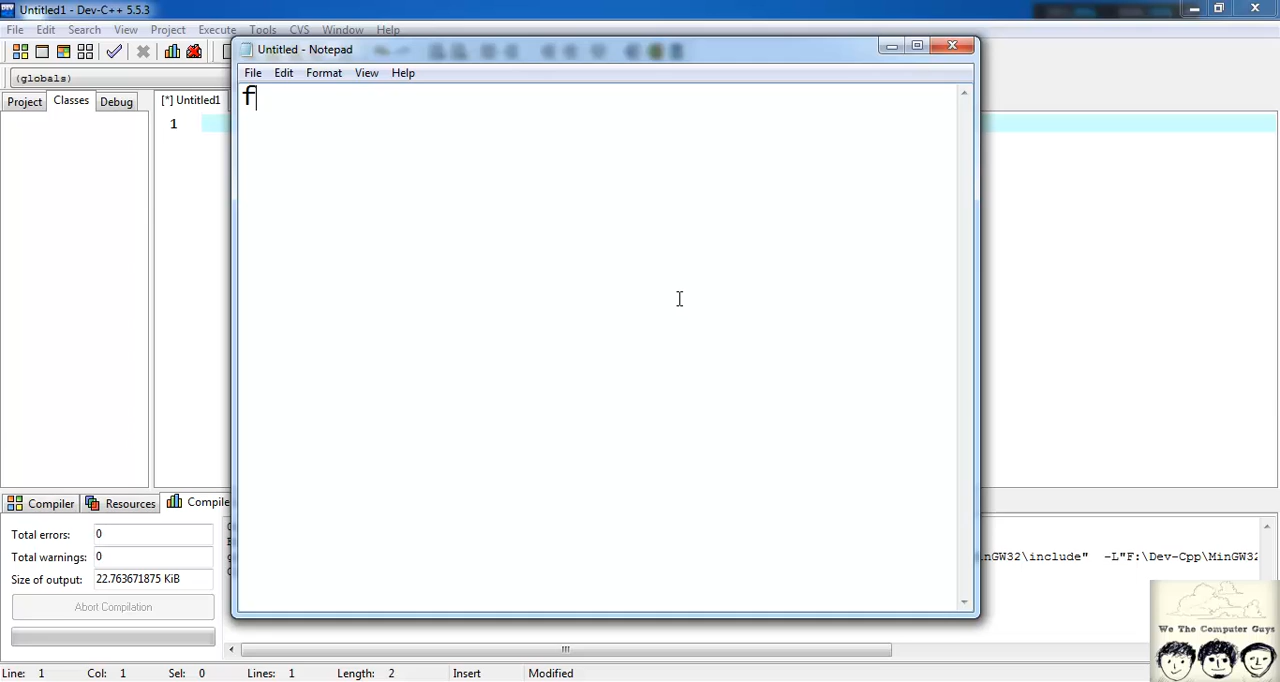 Untitled1 - Dev-C++ 5.5.3
File Edit Search View Project Execute Tools CVS Window Help
Untitled - Notepad
(globals)
File Edit Format View Help
Project Classes Debug [*] Untitled1
f
1
Compiler Resources Compile
Total errors: 0
Total warnings: 0
nGW32\include" -L"F:\Dev-Cpp\MinGW32
Size of output: 22.763671875 KiB
Abort Compilation
We The Computer Guys
Line: 1 Col: 1 Sel: 0 Lines: 1 Length: 2 Insert Modified